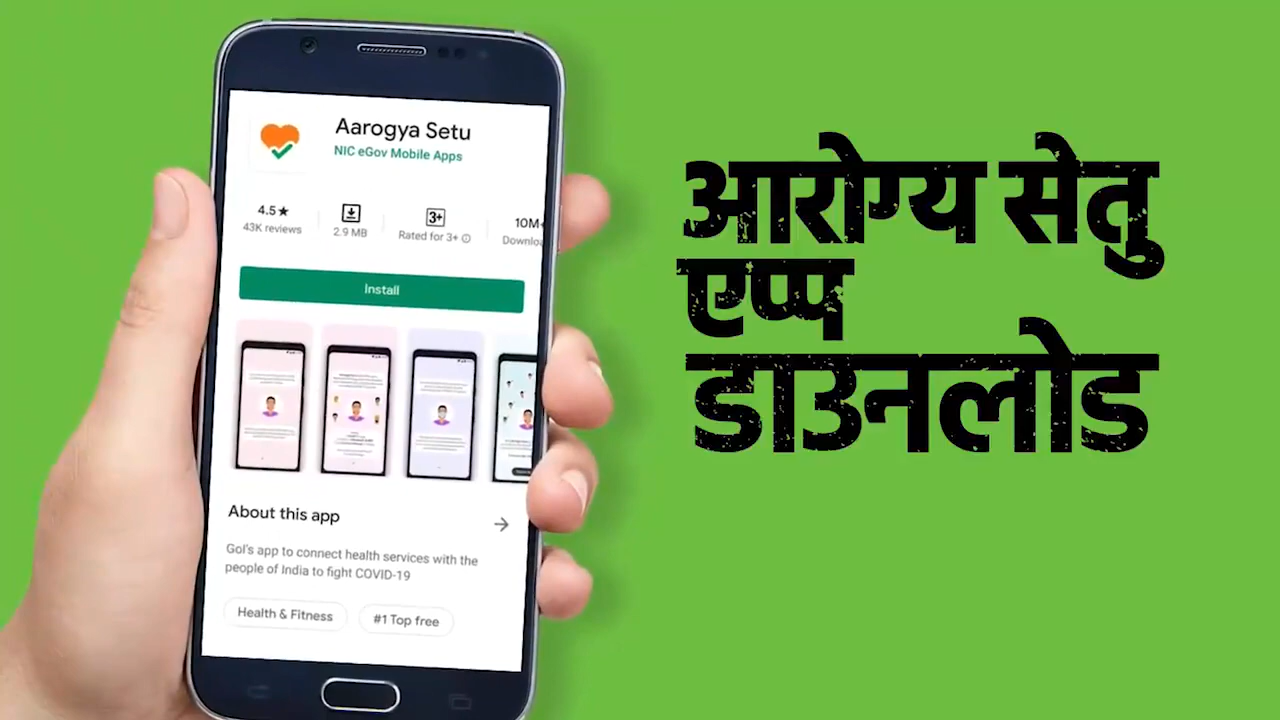 Aarogya Setu
NIC eGov Mobile Apps
4.5★
43K reviews
2.9 MB
3+
Rated for 3+
10M+
Downloa
Install
About this app
GoI's app to connect health services with the
people of India to fight COVID-19
Health & Fitness
#1 Top free
आरोग्य सेतु
एप्प
डाउनलोड